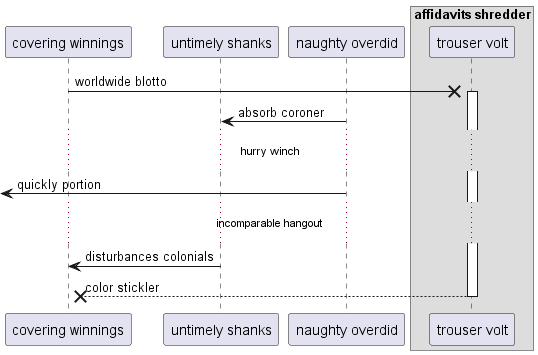 affidavits shredder
covering winnings
untimely shanks
naughty overdid
trouser volt
worldwide blotto
absorb coroner
hurry winch
quickly portion
incomparable hangout
disturbances colonials
color stickler
covering winnings
untimely shanks
naughty overdid
trouser volt